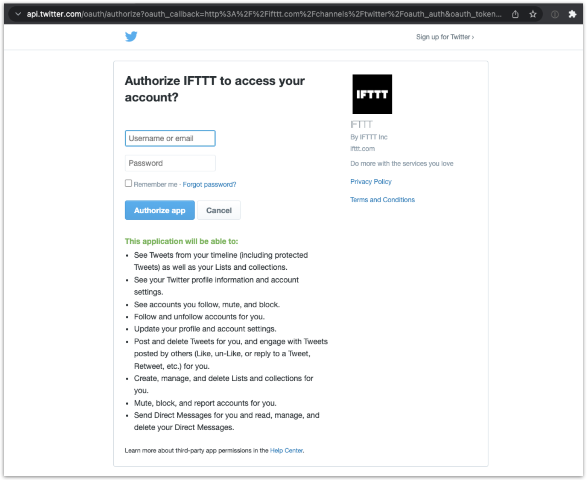 api.twitter.com/oauth/authorize?oauth_callback=http%3A%2F%2Fifttt.com%2Fchannels%2Ftwitter%2Foauth_auth&oauth_token...
Sign up for Twitter ›
Authorize IFTTT to access your
account?
Username or email
Password
Remember me · Forgot password?
Authorize app
Cancel
This application will be able to:
• See Tweets from your timeline (including protected
Tweets) as well as your Lists and collections.
• See your Twitter profile information and account
settings.
• See accounts you follow, mute, and block.
• Follow and unfollow accounts for you.
• Update your profile and account settings.
• Post and delete Tweets for you, and engage with Tweets
posted by others (Like, un-Like, or reply to a Tweet,
Retweet, etc.) for you.
• Create, manage, and delete Lists and collections for
you.
• Mute, block, and report accounts for you.
• Send Direct Messages for you and read, manage, and
delete your Direct Messages.
Learn more about third-party app permissions in the Help Center.
IFTTT
IFTTT
By IFTTT Inc
ifttt.com
Do more with the services you love
Privacy Policy
Terms and Conditions